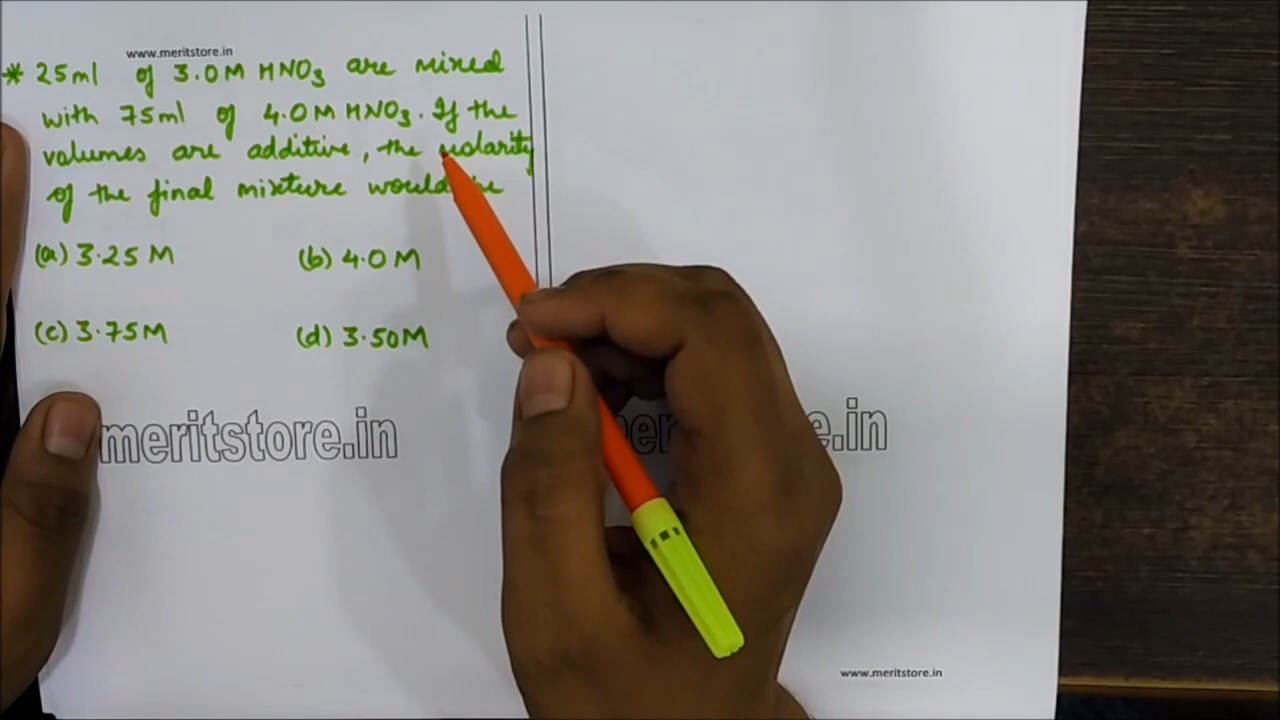 www.meritstore.in
* 25ml of 3.0M HNO3 are mixed
with 75ml of 4.0M HNO3. If the
volumes are additive, the molarity
of the final mixture would be
(a) 3.25 M (b) 4.0 M
(c) 3.75M (d) 3.50M
meritstore.in
e.in
www.meritstore.in